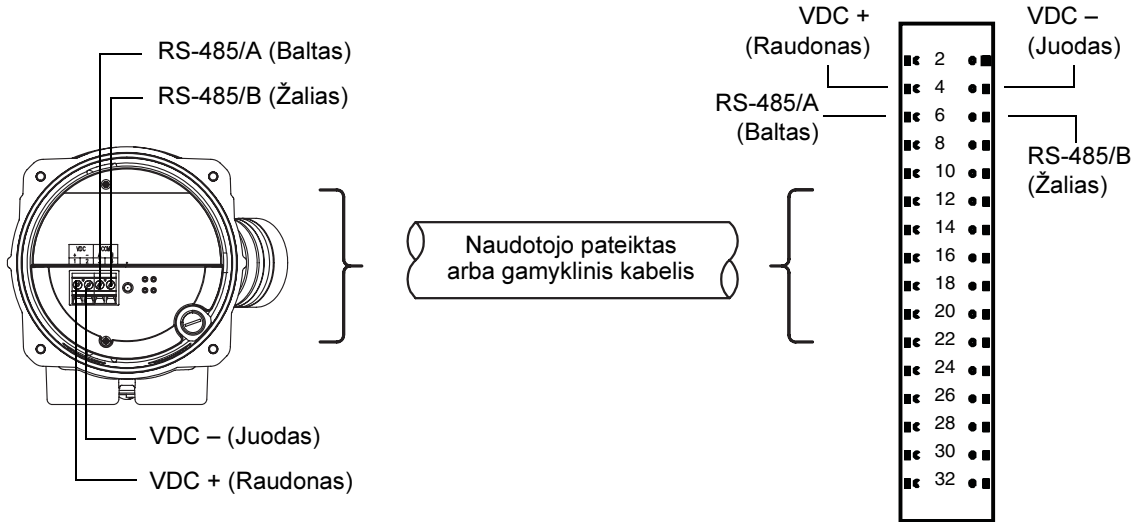 RS-485/A (Baltas)
RS-485/B (Žalias)
VDC
COM
+ –
VDC – (Juodas)
VDC + (Raudonas)
Naudotojo pateiktas
arba gamyklinis kabelis
VDC +
(Raudonas)
VDC –
(Juodas)
RS-485/A
(Baltas)
RS-485/B
(Žalias)
2
4
6
8
10
12
14
16
18
20
22
24
26
28
30
32